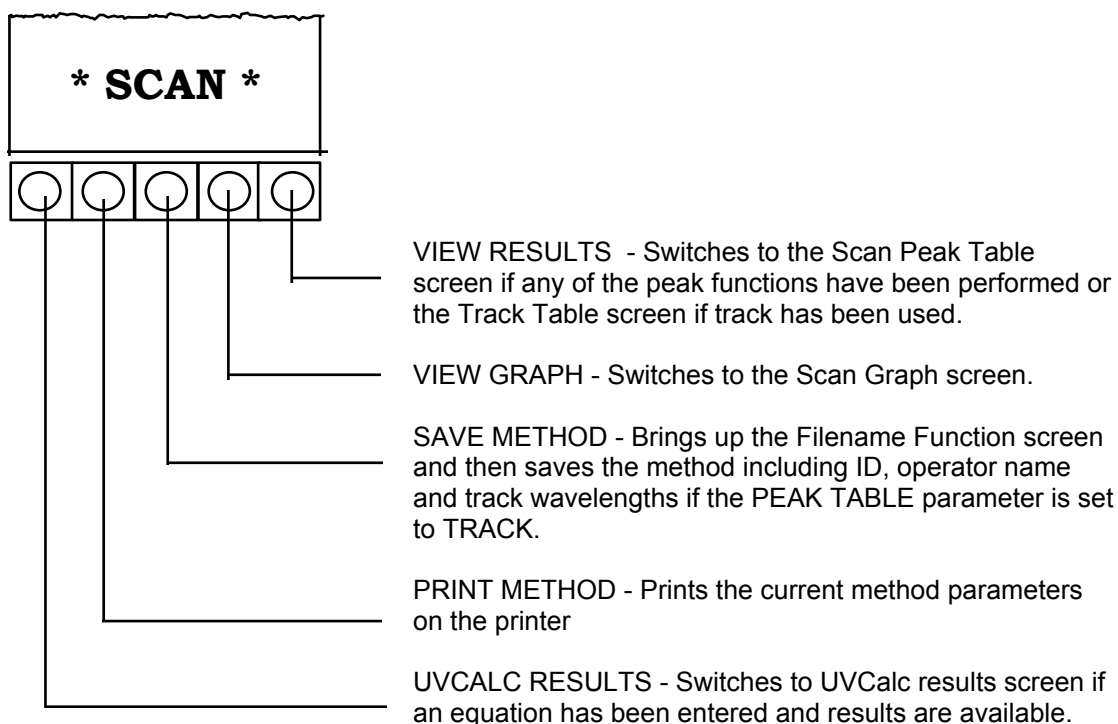 * SCAN *
VIEW RESULTS - Switches to the Scan Peak Table
screen if any of the peak functions have been performed or
the Track Table screen if track has been used.
VIEW GRAPH - Switches to the Scan Graph screen.
SAVE METHOD - Brings up the Filename Function screen
and then saves the method including ID, operator name
and track wavelengths if the PEAK TABLE parameter is set
to TRACK.
PRINT METHOD - Prints the current method parameters
on the printer
UVCALC RESULTS - Switches to UVCalc results screen if
an equation has been entered and results are available.